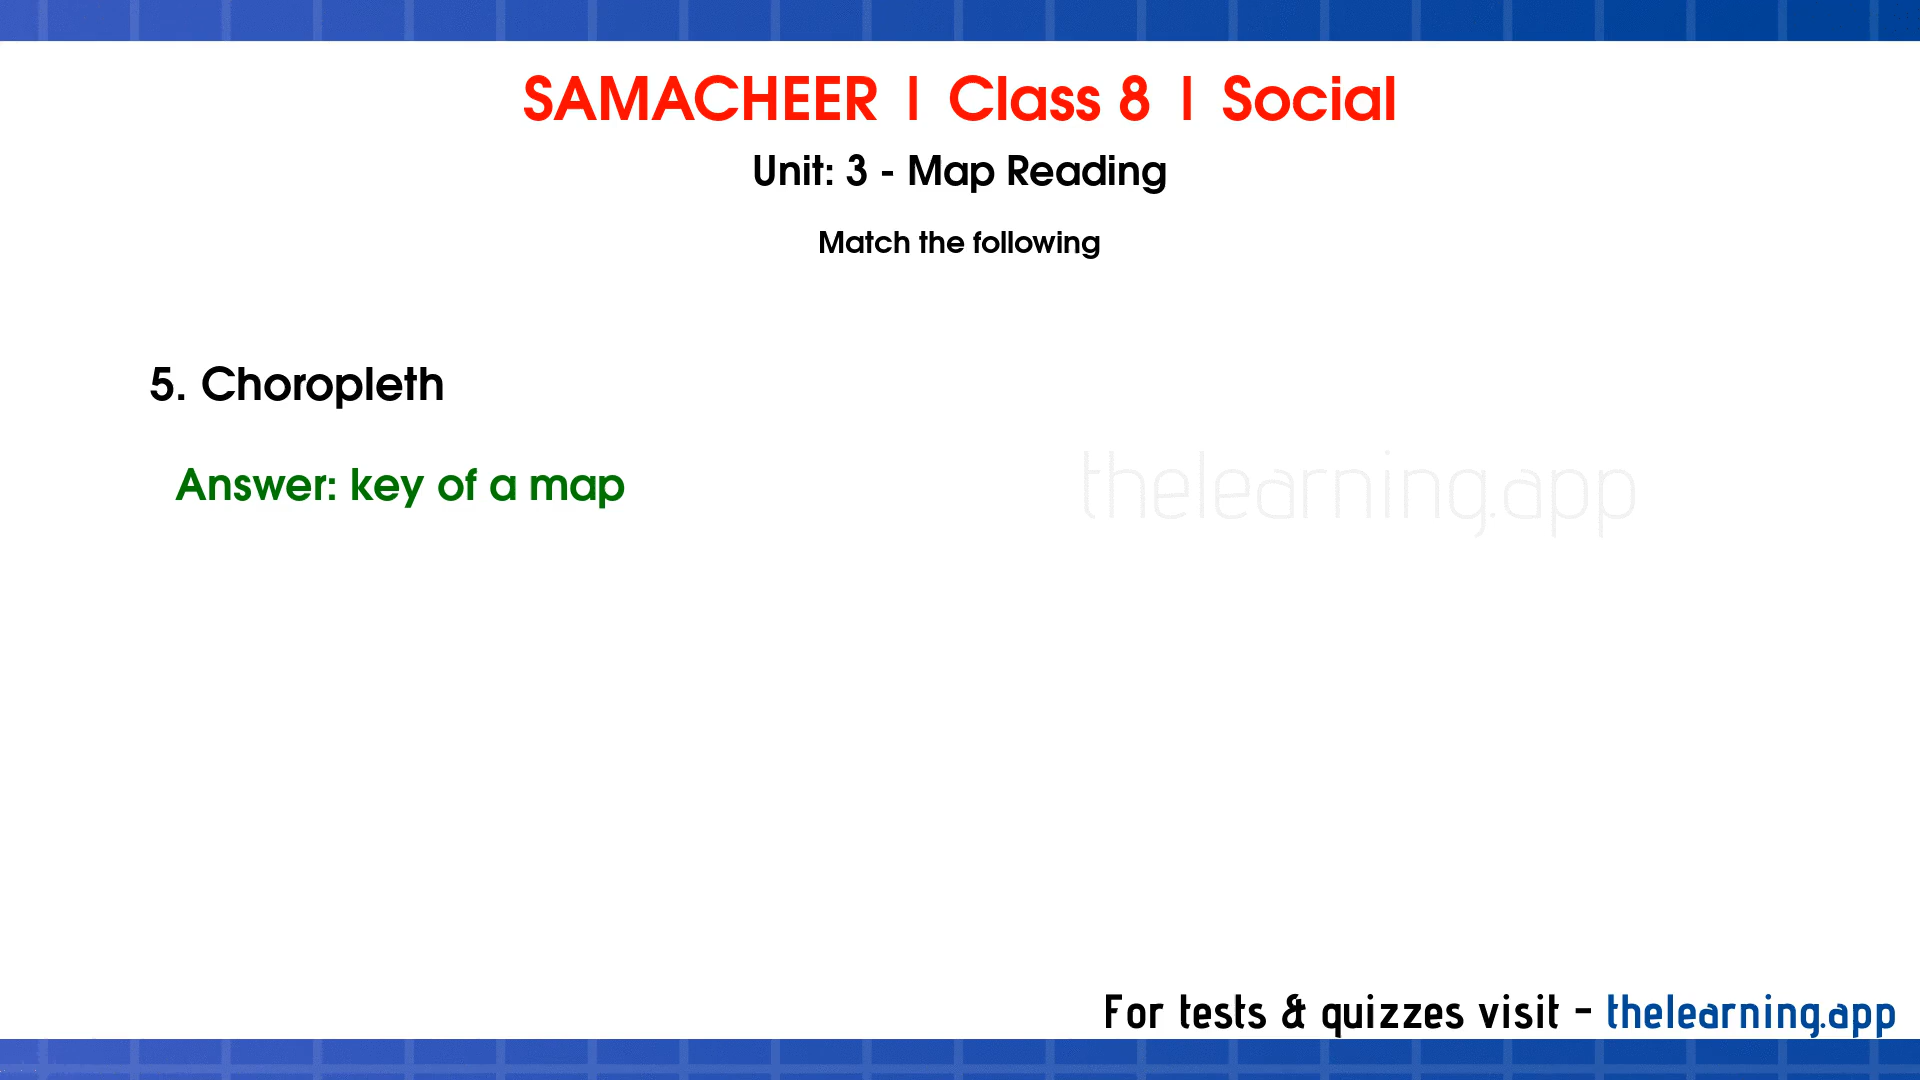 SAMACHEER | Class 8 | Social
Unit: 3 - Map Reading
Match the following
5. Choropleth
Answer: key of a map
thelearning.app
For tests & quizzes visit - thelearning.app